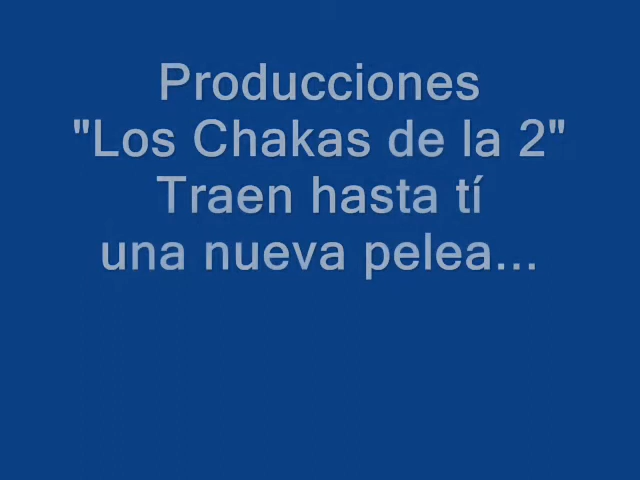 Producciones
"Los Chakas de la 2"
Traen hasta tí
una nueva pelea...